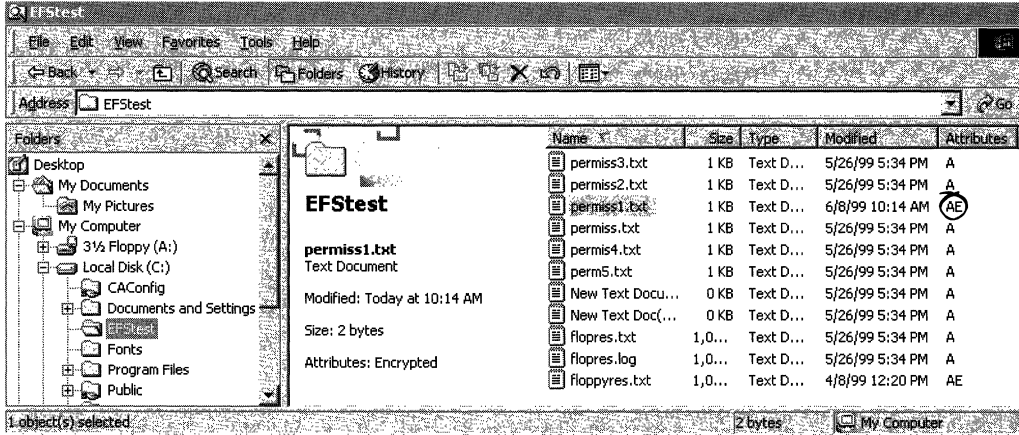 EFStest
File Edit View Favorites Tools Help
Back Search Folders History
Address EFStest Go
Folders
Desktop
My Documents
My Pictures
My Computer
3½ Floppy (A:)
Local Disk (C:)
CAConfig
Documents and Settings
EFStest
Fonts
Program Files
Public
EFStest
permiss1.txt
Text Document
Modified: Today at 10:14 AM
Size: 2 bytes
Attributes: Encrypted
Name Size Type Modified Attributes
permiss3.txt 1 KB Text D... 5/26/99 5:34 PM A
permiss2.txt 1 KB Text D... 5/26/99 5:34 PM A
permiss1.txt 1 KB Text D... 6/8/99 10:14 AM AE
permiss.txt 1 KB Text D... 5/26/99 5:34 PM A
permis4.txt 1 KB Text D... 5/26/99 5:34 PM A
perm5.txt 1 KB Text D... 5/26/99 5:34 PM A
New Text Docu... 0 KB Text D... 5/26/99 5:34 PM A
New Text Doc(... 0 KB Text D... 5/26/99 5:34 PM A
flopres.txt 1,0... Text D... 5/26/99 5:34 PM A
flopres.log 1,0... Text D... 5/26/99 5:34 PM A
floppyres.txt 1,0... Text D... 4/8/99 12:20 PM AE
1 object(s) selected 2 bytes My Computer